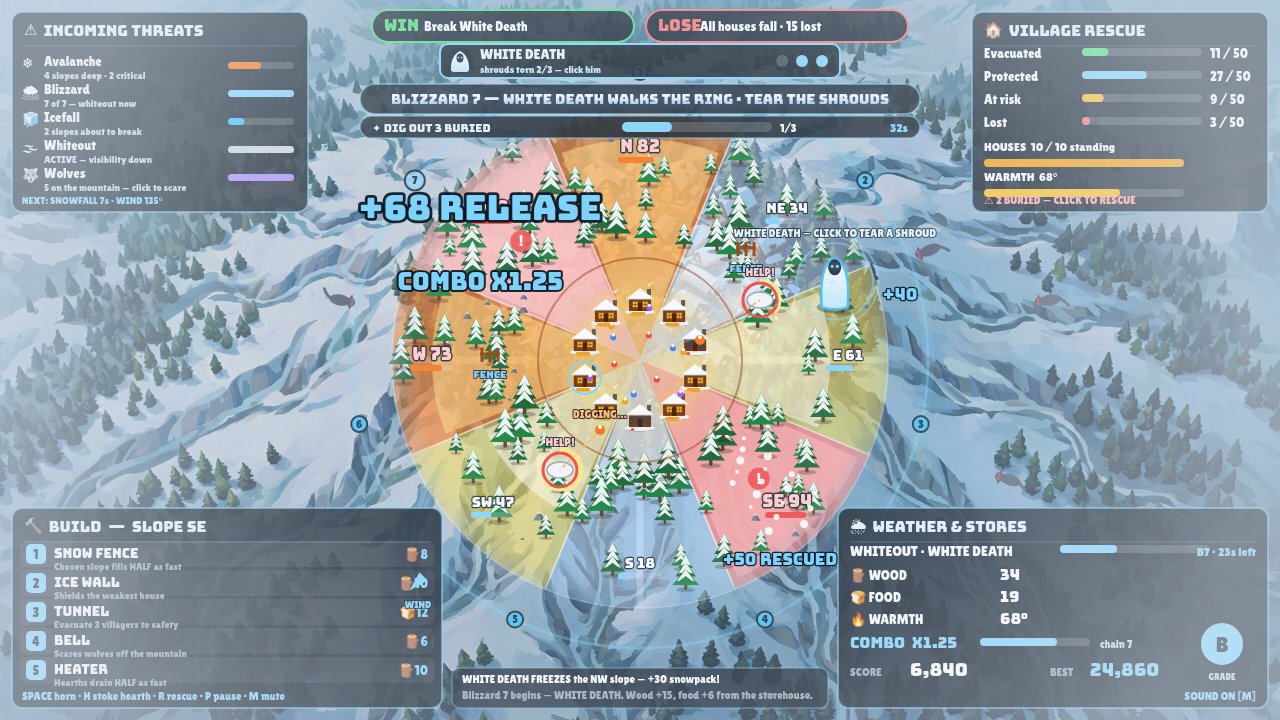 WIN Break White Death
LOSE All houses fall · 15 lost
WHITE DEATH
shrouds torn 2/3 — click him
BLIZZARD 7 — WHITE DEATH WALKS THE RING · TEAR THE SHROUDS
✦ DIG OUT 3 BURIED 1/3 32s
⚠ INCOMING THREATS
Avalanche
4 slopes deep · 2 critical
Blizzard
7 of 7 — whiteout now
Icefall
2 slopes about to break
Whiteout
ACTIVE — visibility down
Wolves
5 on the mountain — click to scare
NEXT: SNOWFALL 7s · WIND 135°
VILLAGE RESCUE
Evacuated 11 / 50
Protected 27 / 50
At risk 9 / 50
Lost 3 / 50
HOUSES 10 / 10 standing
WARMTH 68°
⚠ 2 BURIED — CLICK TO RESCUE
N 82
7
2
+68 RELEASE
!
NE 34
WHITE DEATH — CLICK TO TEAR A SHROUD
HELP!
COMBO X1.25
+40
W 73
E 61
FENCE
DIGGING...
6
3
HELP!
SW 47
SE 94
S 18
+50 RESCUED
5
4
BUILD — SLOPE SE
1 SNOW FENCE 8
Chosen slope fills HALF as fast
2 ICE WALL
Shields the weakest house
WIND
3 TUNNEL 12
Evacuate 3 villagers to safety
4 BELL 6
Scares wolves off the mountain
5 HEATER 10
Hearths drain HALF as fast
SPACE horn · H stoke hearth · R rescue · P pause · M mute
WHITE DEATH FREEZES the NW slope — +30 snowpack!
Blizzard 7 begins — WHITE DEATH. Wood +15, food +6 from the storehouse.
WEATHER & STORES
WHITEOUT · WHITE DEATH B7 · 23s left
WOOD 34
FOOD 19
WARMTH 68°
COMBO X1.25 chain 7
SCORE 6,840 BEST 24,860
B
GRADE
SOUND ON [M]